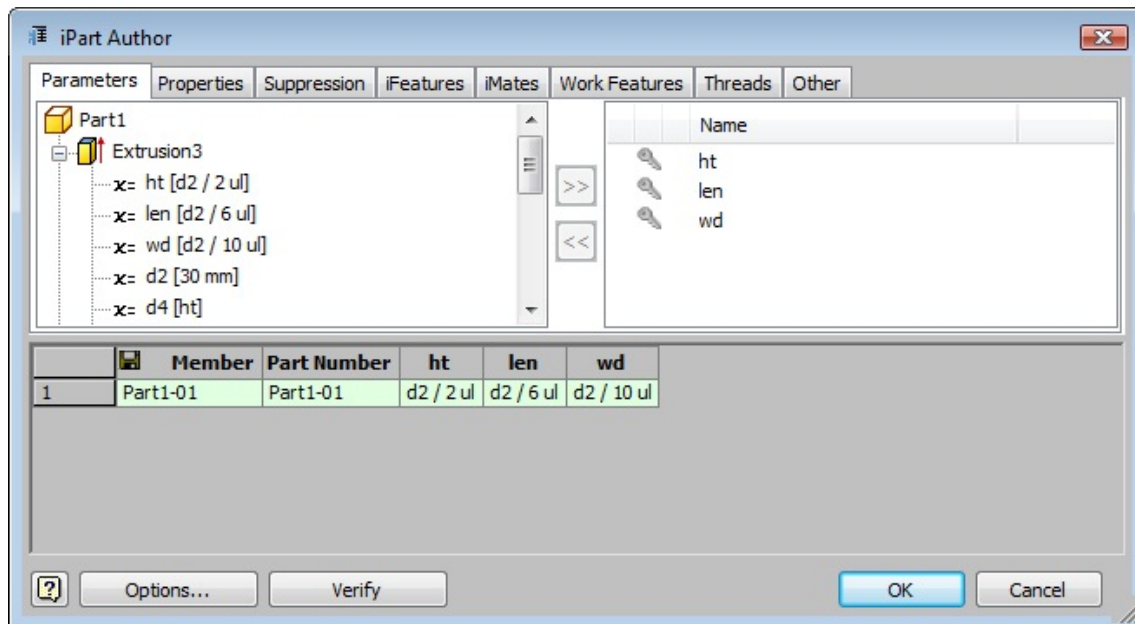 iPart Author
Parameters Properties Suppression iFeatures iMates Work Features Threads Other
Part1
Extrusion3
x= ht [d2 / 2 ul]
x= len [d2 / 6 ul]
x= wd [d2 / 10 ul]
x= d2 [30 mm]
x= d4 [ht]
>>
<<
Name
ht
len
wd
Member Part Number ht len wd
1 Part1-01 Part1-01 d2 / 2 ul d2 / 6 ul d2 / 10 ul
? Options... Verify OK Cancel